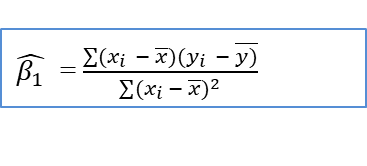 β̂₁ = ∑(xᵢ − x̅)(yᵢ − y̅)
∑(xᵢ − x̅)²